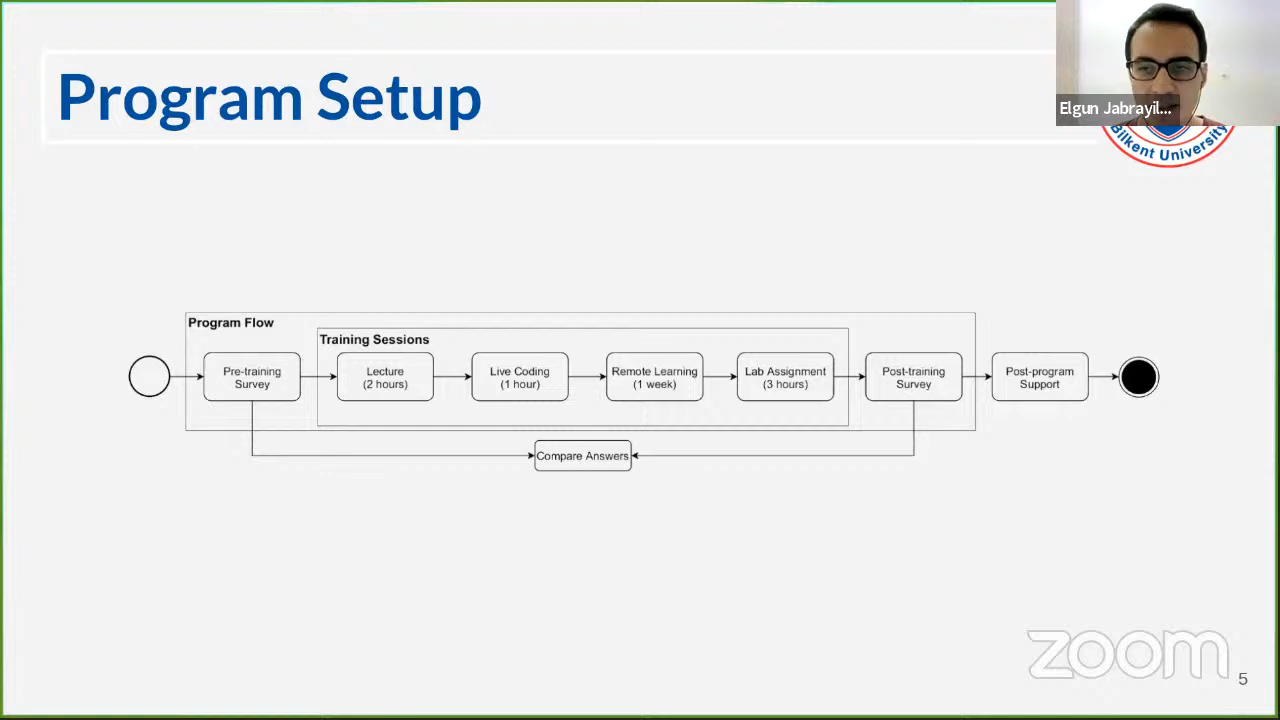 Program Setup
Elgun Jabrayil...
Bilkent University
Program Flow
Training Sessions
Pre-training
Survey
Lecture
(2 hours)
Live Coding
(1 hour)
Remote Learning
(1 week)
Lab Assignment
(3 hours)
Post-training
Survey
Post-program
Support
Compare Answers
zoom
5